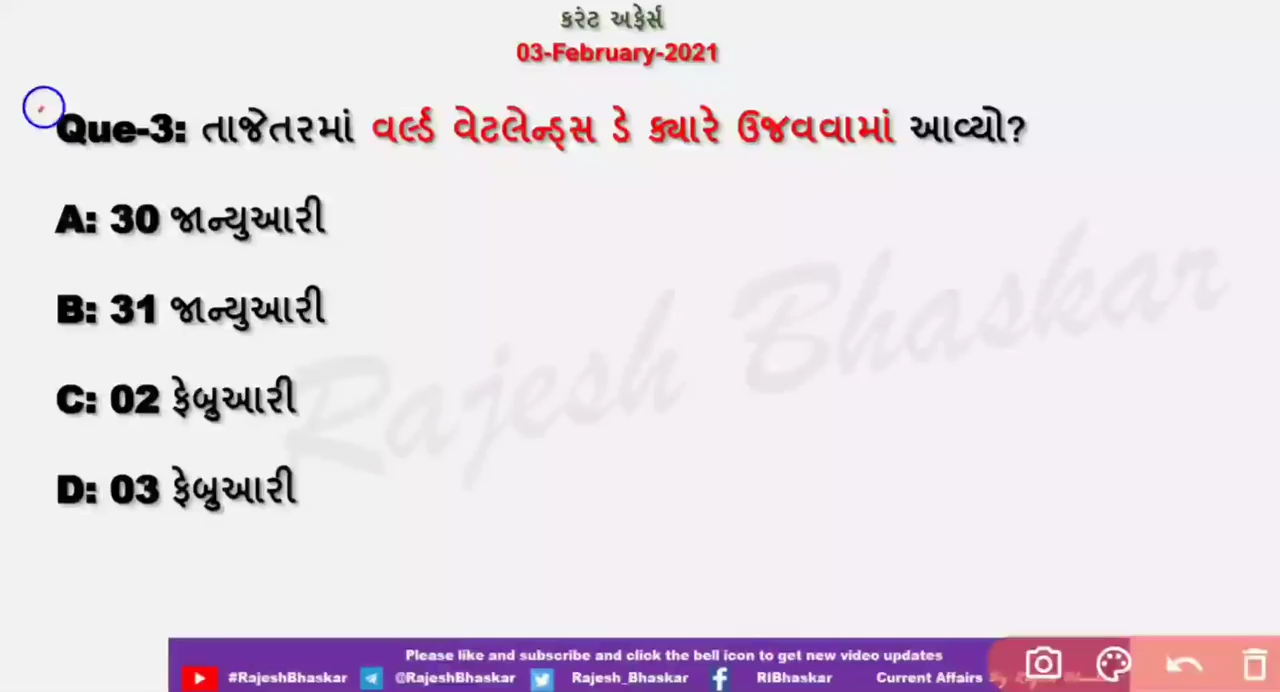 કરંટ અફેર્સ
03-February-2021
Que-3: તાજેતરમાં વર્લ્ડ વેટલેન્ડ્સ ડે ક્યારે ઉજવવામાં આવ્યો?
A: 30 જાન્યુઆરી
B: 31 જાન્યુઆરી
C: 02 ફેબ્રુઆરી
D: 03 ફેબ્રુઆરી
Rajesh Bhaskar
Please like and subscribe and click the bell icon to get new video updates
#RajeshBhaskar @RajeshBhaskar Rajesh_Bhaskar RIBhaskar Current Affairs By